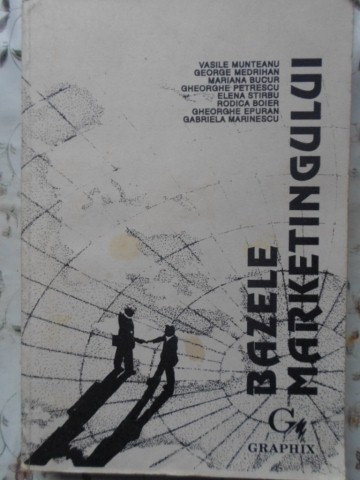 VASILE MUNTEANU
GEORGE MEDRIHAN
MARIANA BUCUR
GHEORGHE PETRESCU
ELENA STIRBU
RODICA BOIER
GHEORGHE EPURAN
GABRIELA MARINESCU
BAZELE
MARKETINGULUI
G
GRAPHIX